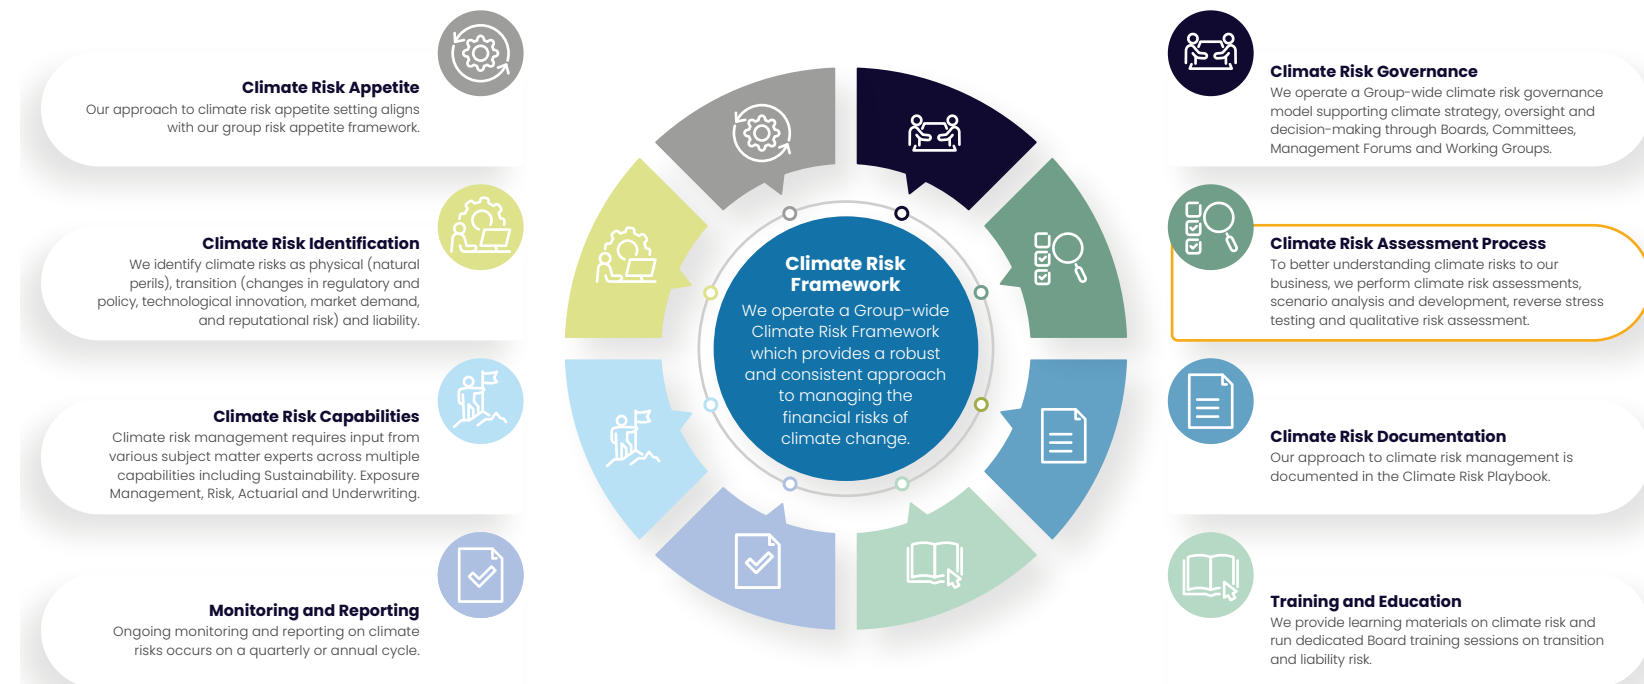 Climate Risk Appetite
Our approach to climate risk appetite setting aligns
with our group risk appetite framework.
Climate Risk Identification
We identify climate risks as physical (natural
perils), transition (changes in regulatory and
policy, technological innovation, market demand,
and reputational risk) and liability.
Climate Risk Capabilities
Climate risk management requires input from
various subject matter experts across multiple
capabilities including Sustainability. Exposure
Management, Risk, Actuarial and Underwriting.
Monitoring and Reporting
Ongoing monitoring and reporting on climate
risks occurs on a quarterly or annual cycle.
Climate Risk
Framework
We operate a Group-wide
Climate Risk Framework
which provides a robust
and consistent approach
to managing the
financial risks of
climate change.
Climate Risk Governance
We operate a Group-wide climate risk governance
model supporting climate strategy, oversight and
decision-making through Boards, Committees,
Management Forums and Working Groups.
Climate Risk Assessment Process
To better understanding climate risks to our
business, we perform climate risk assessments,
scenario analysis and development, reverse stress
testing and qualitative risk assessment.
Climate Risk Documentation
Our approach to climate risk management is
documented in the Climate Risk Playbook.
Training and Education
We provide learning materials on climate risk and
run dedicated Board training sessions on transition
and liability risk.